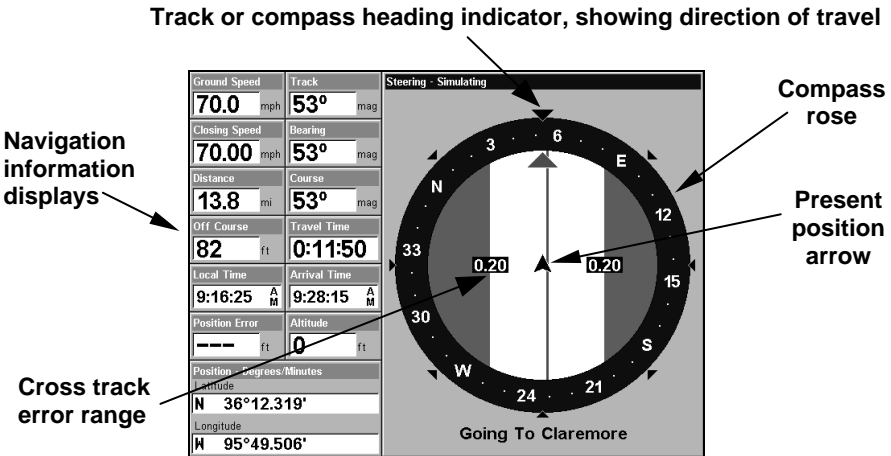 Track or compass heading indicator, showing direction of travel
Compass
rose
Navigation
information
displays
Present
position
arrow
Cross track
error range
Ground Speed
70.0 mph
Track
53° mag
Closing Speed
70.00 mph
Bearing
53° mag
Distance
13.8 mi
Course
53° mag
Off Course
82 ft
Travel Time
0:11:50
Local Time
9:16:25 AM
Arrival Time
9:28:15 AM
Position Error
--- ft
Altitude
0 ft
Position - Degrees/Minutes
Latitude
N 36°12.319'
Longitude
W 95°49.506'
Steering - Simulating
3 6 E 12 15 S 21 24 W 30 33 N
0.20 0.20
Going To Claremore